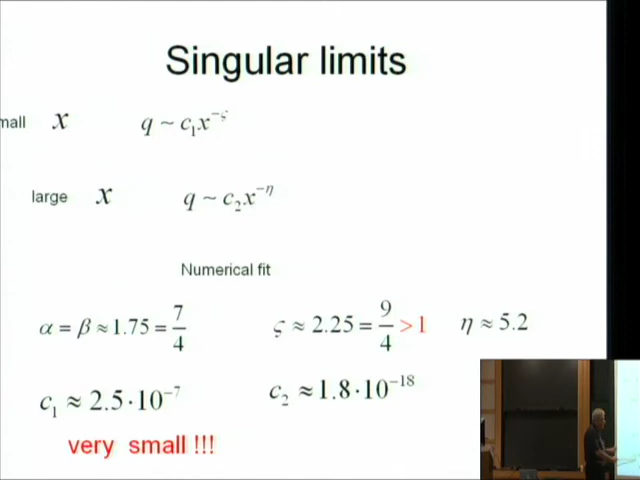 Singular limits
mall x q ~ c₁x^{-ς}
large x q ~ c₂x^{-η}
Numerical fit
α = β ≈ 1.75 = 7/4 ς ≈ 2.25 = 9/4 > 1 η ≈ 5.2
c₁ ≈ 2.5·10^{-7} c₂ ≈ 1.8·10^{-18}
very small !!!